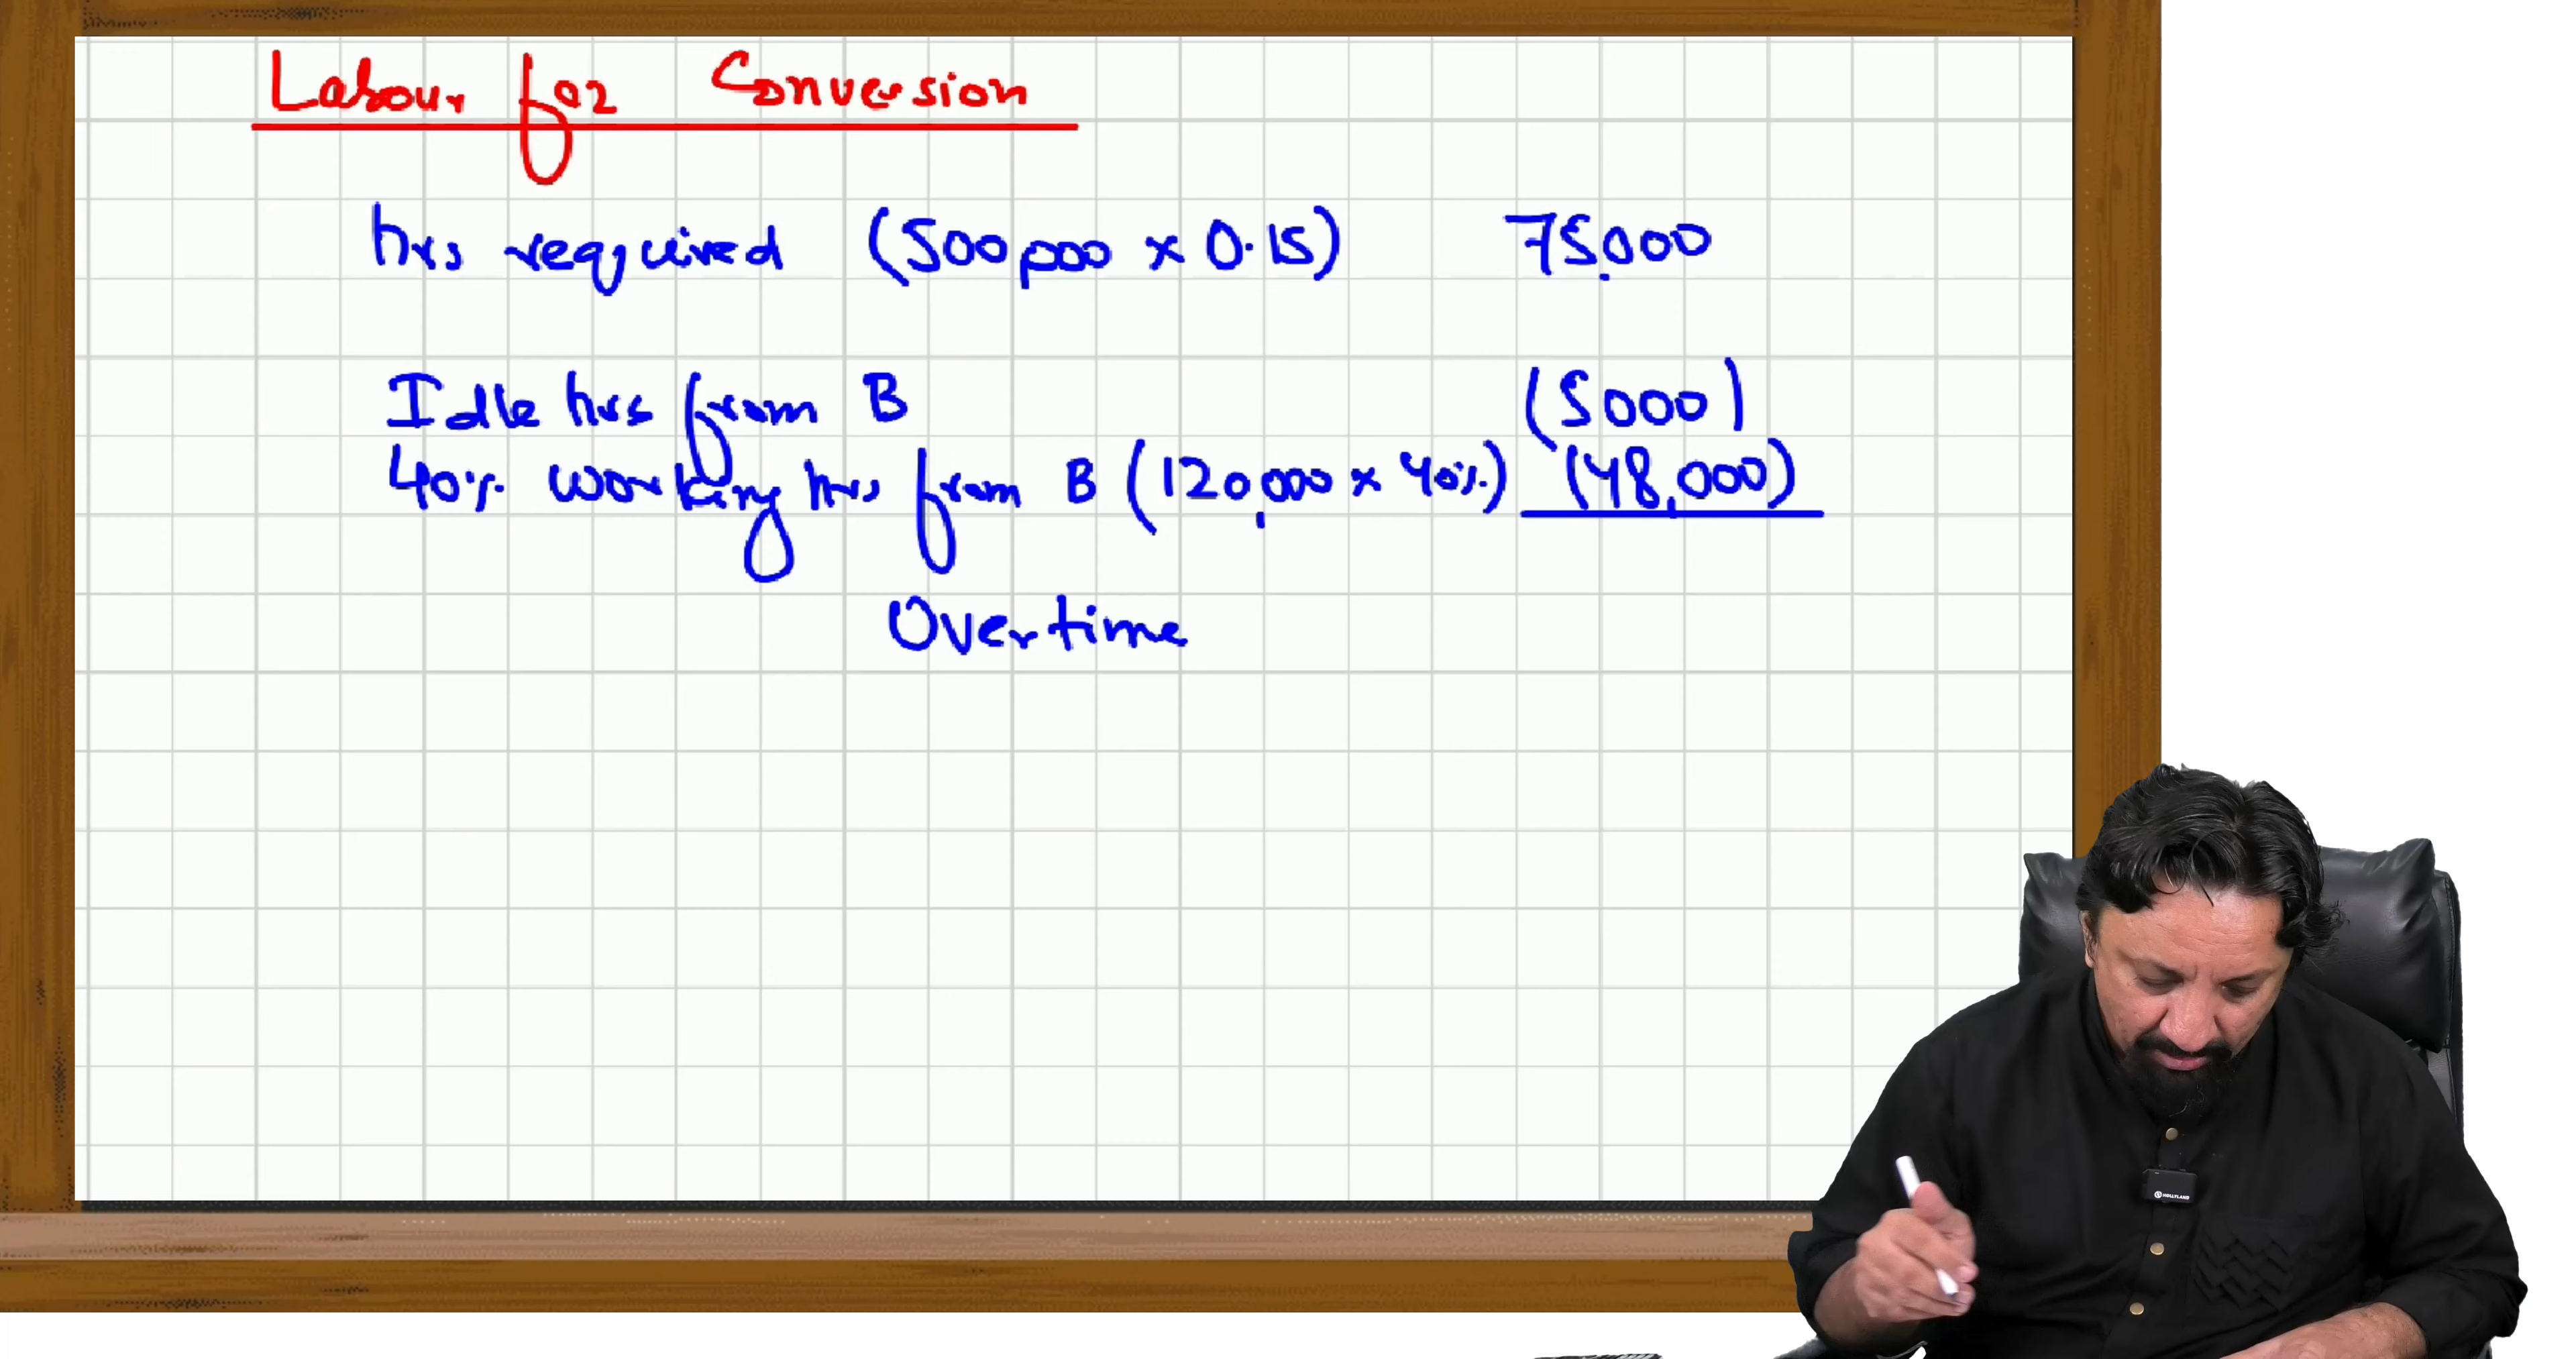 Labour for Conversion
hrs required (500,000 x 0.15) 75,000
Idle hrs from B (5000)
40% working hrs from B (120,000 x 40%) (48,000)
Overtime
HOLLYLAND